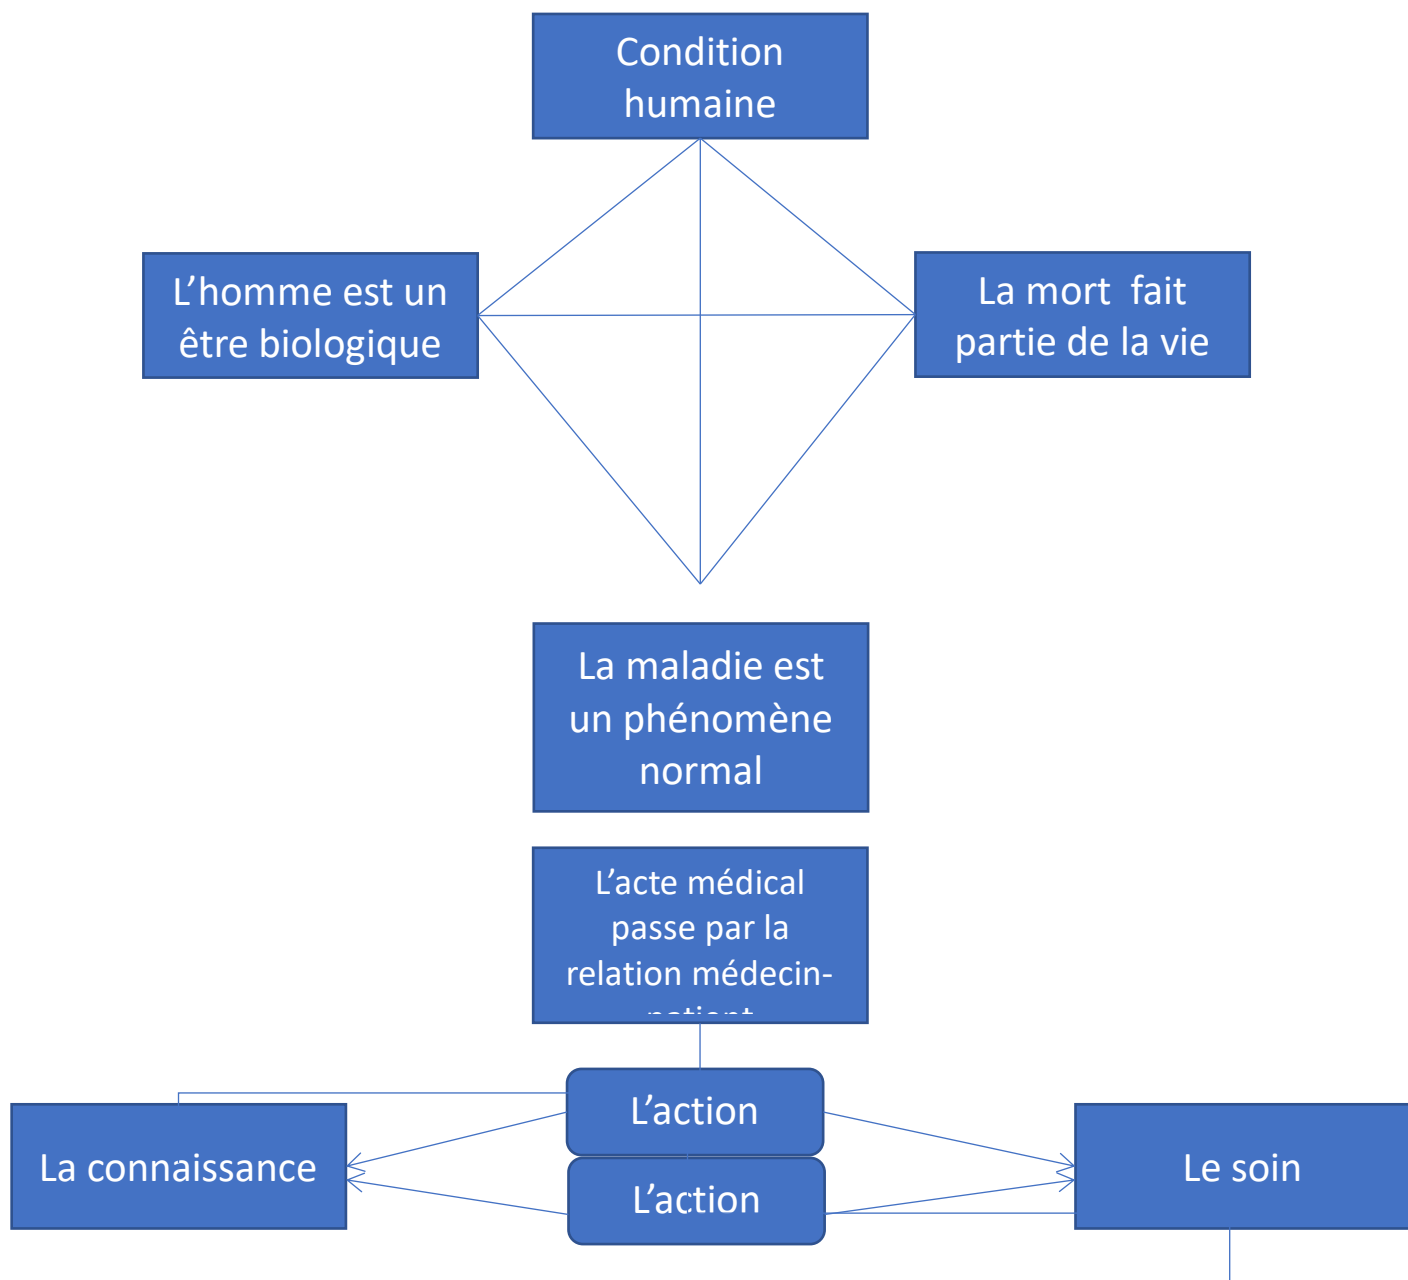 Condition
humaine
L'homme est un
être biologique
La mort  fait
partie de la vie
La maladie est
un phénomène
normal
L'acte médical
passe par la
relation médecin-
patient
L'action
La connaissance
Le soin
L'action